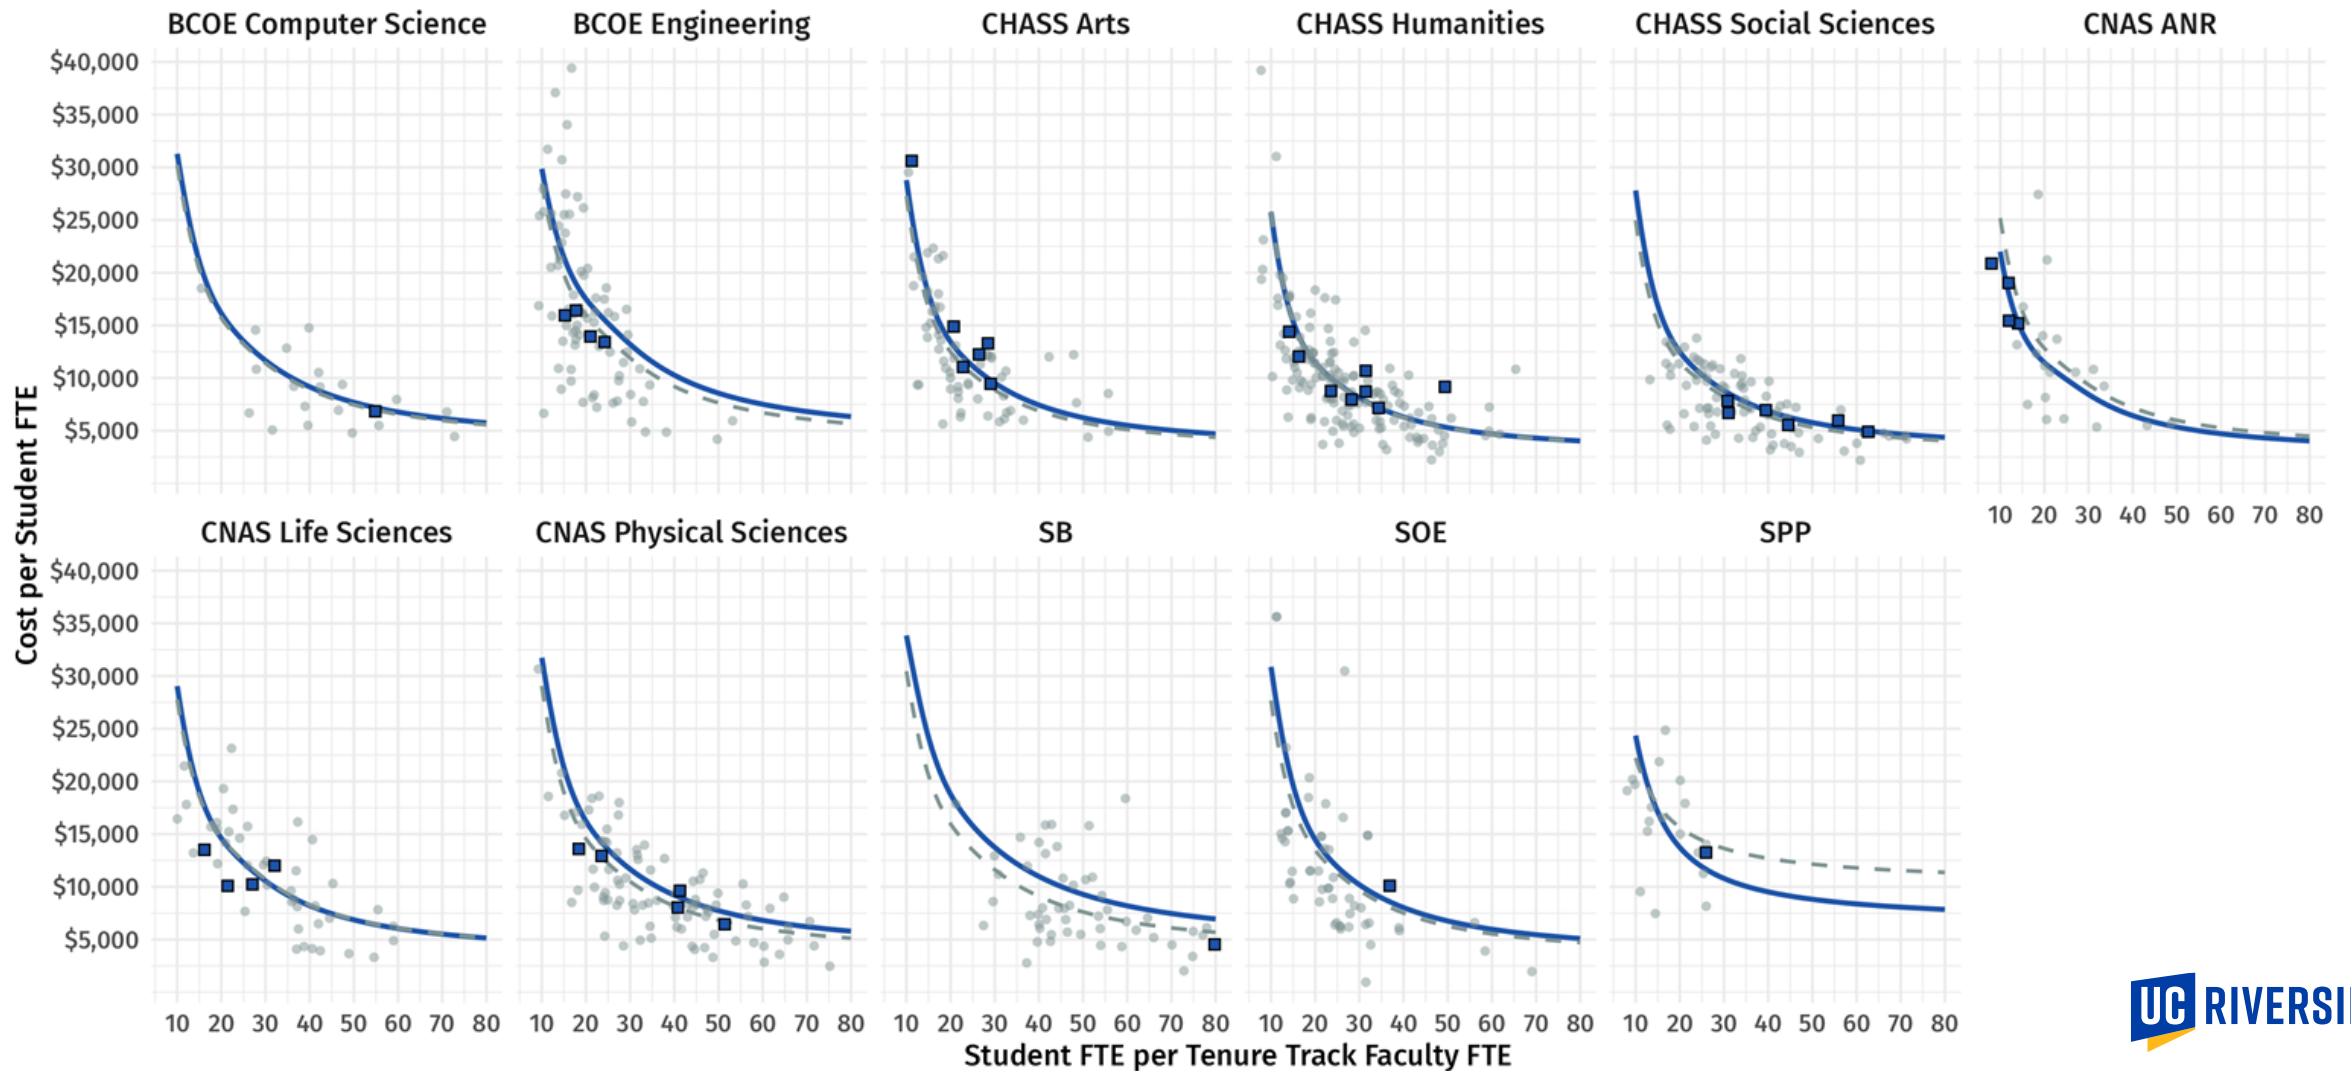 BCOE Computer Science
BCOE Engineering
CHASS Arts
CHASS Humanities
CHASS Social Sciences
CNAS ANR
Cost per Student FTE
$40,000
$35,000
$30,000
$25,000
$20,000
$15,000
$10,000
$5,000
10 20 30 40 50 60 70 80
CNAS Life Sciences
CNAS Physical Sciences
SB
SOE
SPP
$40,000
$35,000
$30,000
$25,000
$20,000
$15,000
$10,000
$5,000
10 20 30 40 50 60 70 80
10 20 30 40 50 60 70 80
10 20 30 40 50 60 70 80
10 20 30 40 50 60 70 80
10 20 30 40 50 60 70 80
Student FTE per Tenure Track Faculty FTE
UC RIVERSI